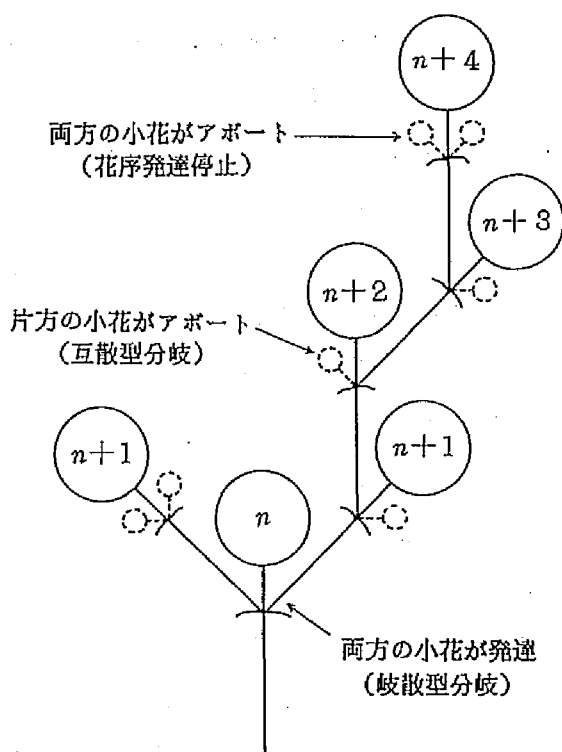 n+4
両方の小花がアボート
(花序発達停止)
n+3
n+2
片方の小花がアボート
(互散型分岐)
n+1
n+1
n
両方の小花が発達
(岐散型分岐)